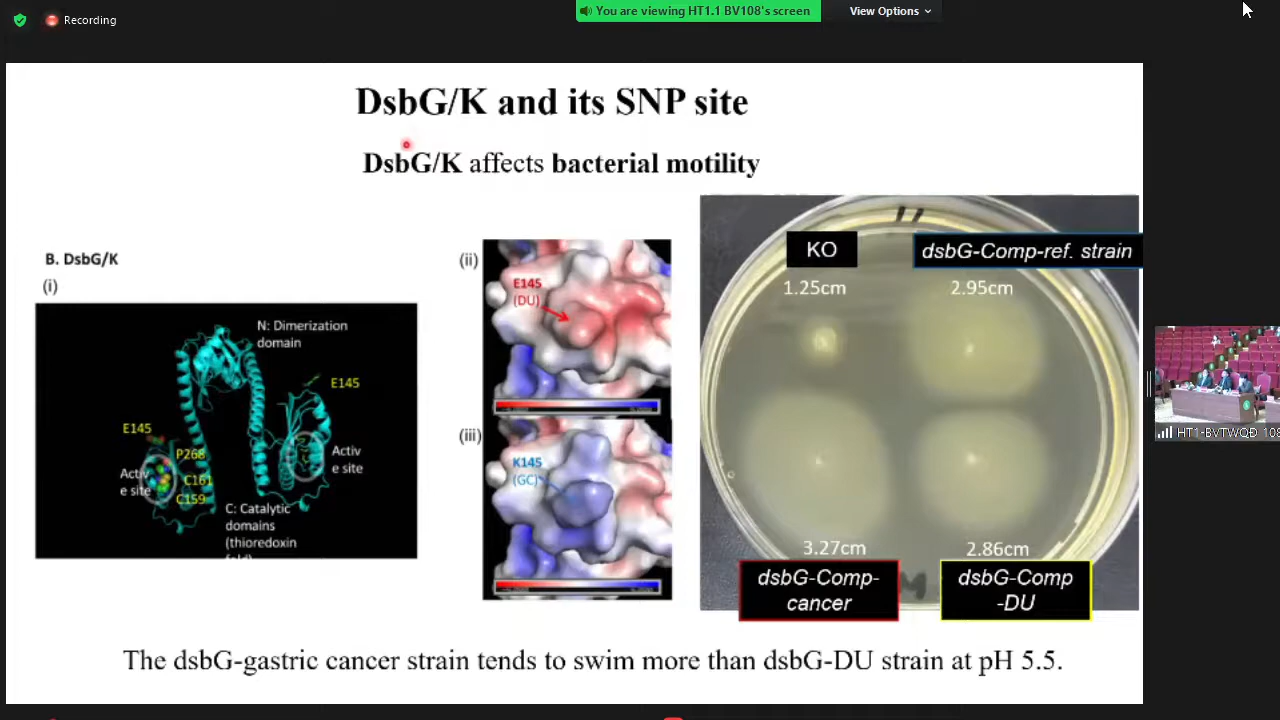 Recording
You are viewing HT1.1 BV108's screen
View Options
DsbG/K and its SNP site
DsbG/K affects bacterial motility
B. DsbG/K
(i)
N: Dimerization
domain
E145
E145
P268
Activ
e site
C161
C159
Activ
e site
C: Catalytic
domains
(thioredoxin
fold)
(ii)
E145
(DU)
(iii)
K145
(GC)
KO
1.25cm
dsbG-Comp-ref. strain
2.95cm
3.27cm
dsbG-Comp-
cancer
2.86cm
dsbG-Comp
-DU
The dsbG-gastric cancer strain tends to swim more than dsbG-DU strain at pH 5.5.
HT1-BVTWQĐ 108